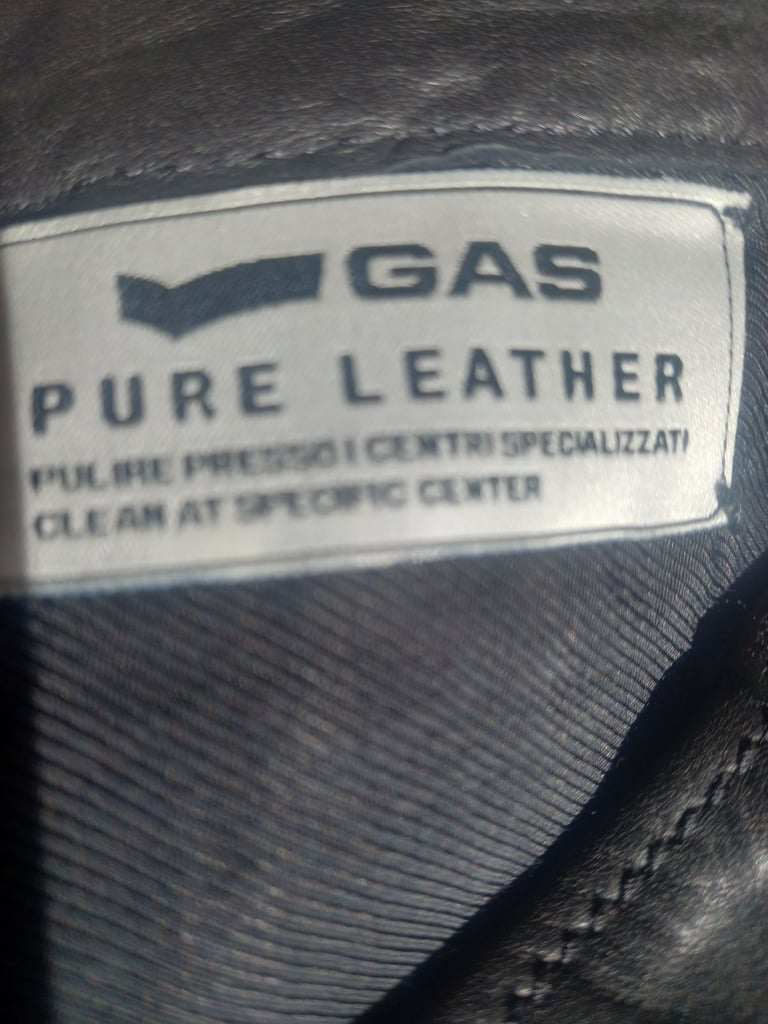 GAS
PURE LEATHER
PULIRE PRESSO I CENTRI SPECIALIZZATI
CLEAN AT SPECIFIC CENTER